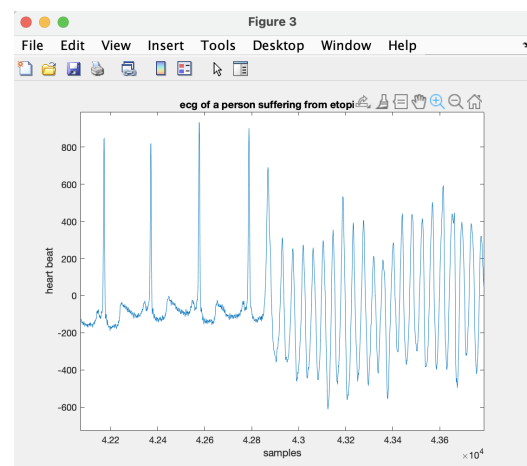 Figure 3
File Edit View Insert Tools Desktop Window Help
ecg of a person suffering from etopi
800
600
400
200
0
-200
-400
-600
heart beat
4.22 4.24 4.26 4.28 4.3 4.32 4.34 4.36
×10⁴
samples